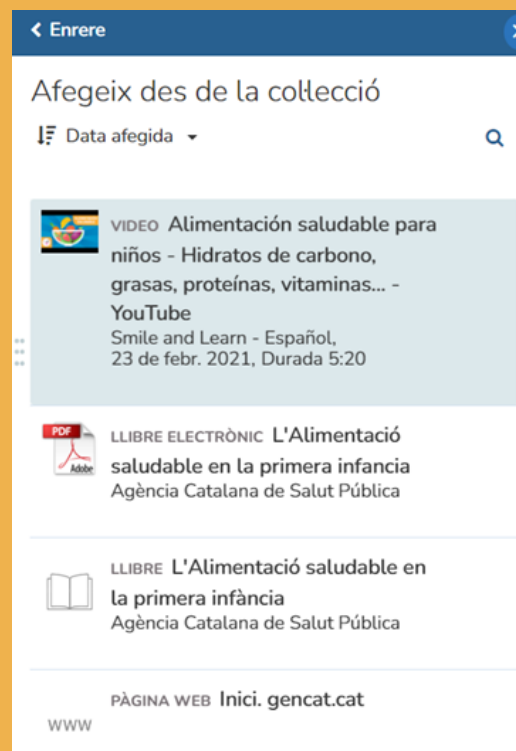 Enrere
Afegeix des de la col·lecció
Data afegida
VIDEO Alimentación saludable para
niños - Hidratos de carbono,
grasas, proteínas, vitaminas... -
YouTube
Smile and Learn - Español,
23 de febr. 2021, Durada 5:20
PDF
Adobe
LLIBRE ELECTRÒNIC L'Alimentació
saludable en la primera infancia
Agència Catalana de Salut Pública
LLIBRE L'Alimentació saludable en
la primera infància
Agència Catalana de Salut Pública
PÀGINA WEB Inici. gencat.cat
WWW